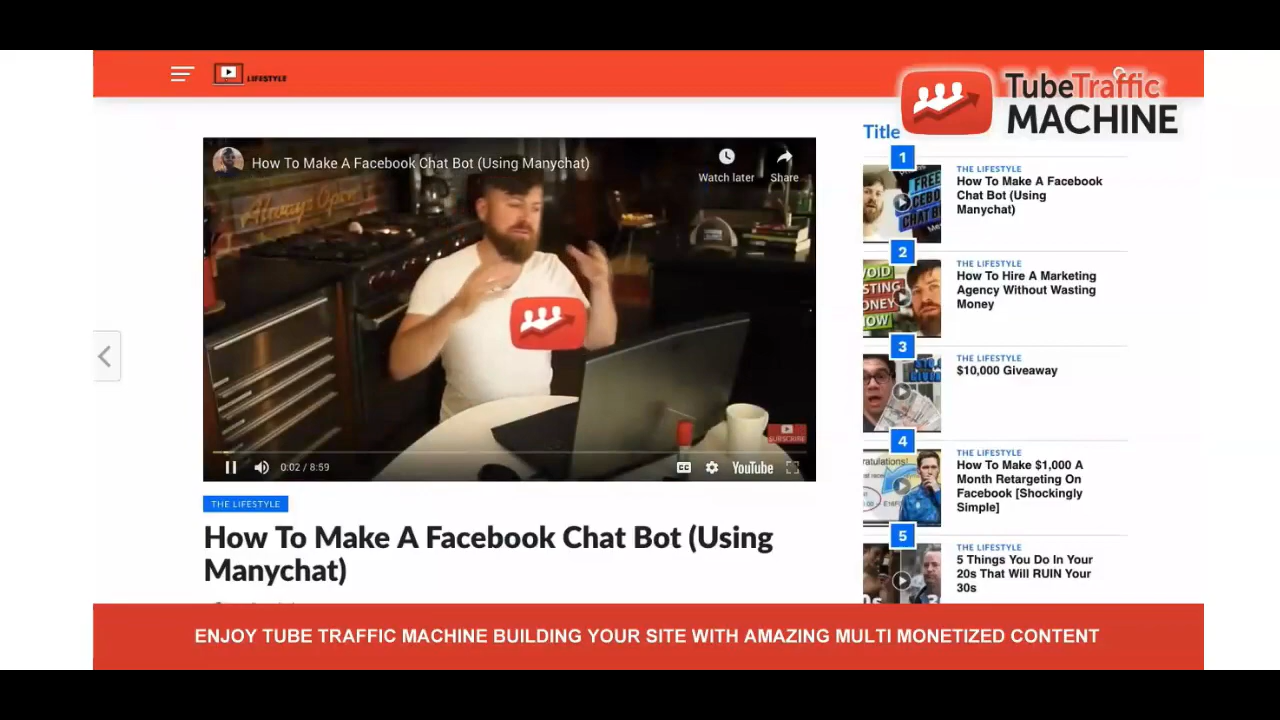 LIFESTYLE
TubeTraffic
MACHINE
How To Make A Facebook Chat Bot (Using Manychat)
Watch later
Share
Always Open
SUBSCRIBE
0:02 / 8:59
CC
YouTube
THE LIFESTYLE
How To Make A Facebook Chat Bot (Using
Manychat)
Title
1
FREE
THE LIFESTYLE
How To Make A Facebook
Chat Bot (Using
Manychat)
2
THE LIFESTYLE
How To Hire A Marketing
Agency Without Wasting
Money
3
THE LIFESTYLE
$10,000 Giveaway
4
THE LIFESTYLE
How To Make $1,000 A
Month Retargeting On
Facebook [Shockingly
Simple]
5
THE LIFESTYLE
5 Things You Do In Your
20s That Will RUIN Your
30s
ENJOY TUBE TRAFFIC MACHINE BUILDING YOUR SITE WITH AMAZING MULTI MONETIZED CONTENT